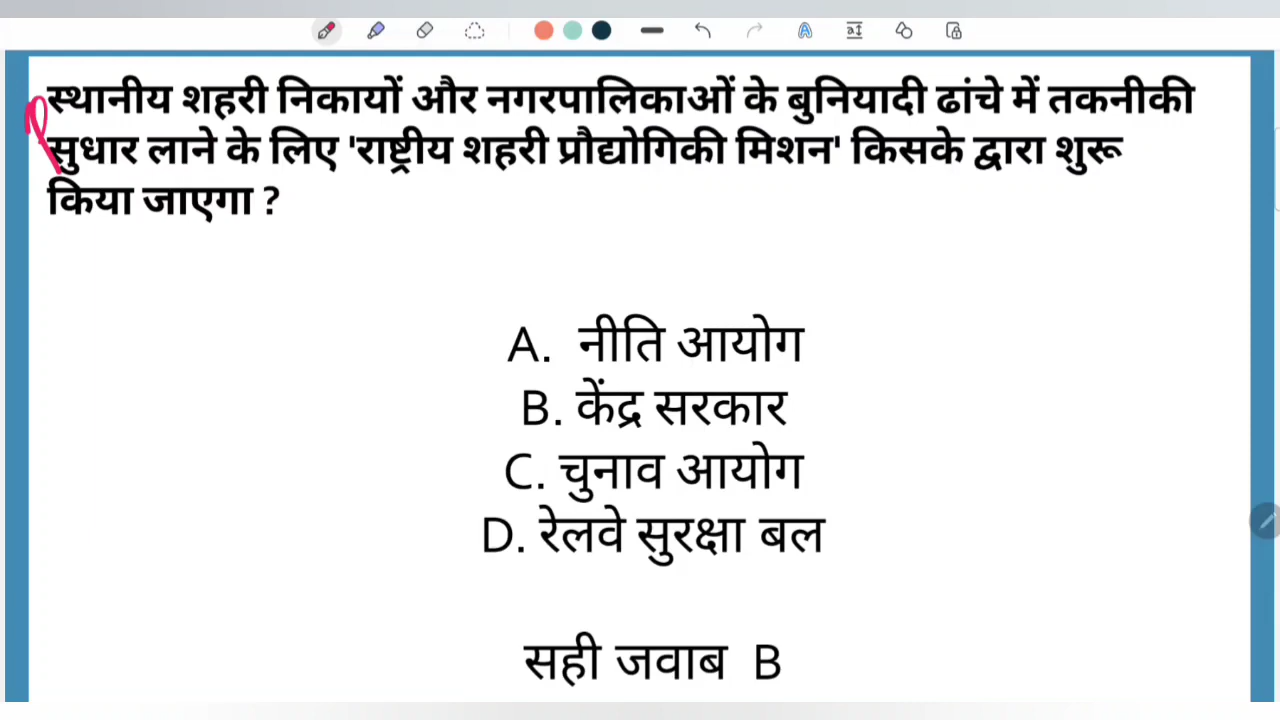 स्थानीय शहरी निकायों और नगरपालिकाओं के बुनियादी ढांचे में तकनीकी
सुधार लाने के लिए 'राष्ट्रीय शहरी प्रौद्योगिकी मिशन' किसके द्वारा शुरू
किया जाएगा ?
A. नीति आयोग
B. केंद्र सरकार
C. चुनाव आयोग
D. रेलवे सुरक्षा बल
सही जवाब B